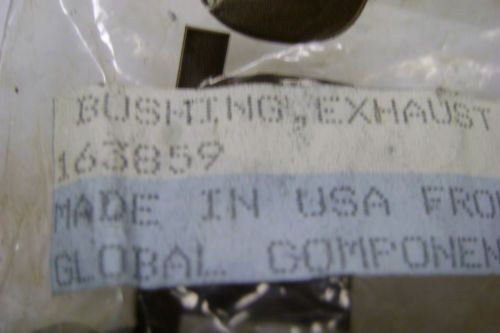 BUSHING,EXHAUST
163859
MADE IN USA FRO
GLOBAL COMPONEN